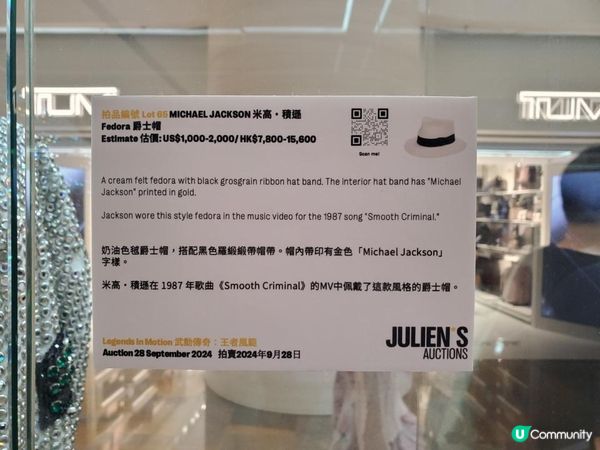 TUMI
TUMI
拍品編號 Lot 65 MICHAEL JACKSON 米高・積遜
Fedora 爵士帽
Estimate 估價: US$1,000-2,000/ HK$7,800-15,600
Scan me!
A cream felt fedora with black grosgrain ribbon hat band. The interior hat band has "Michael
Jackson" printed in gold.
Jackson wore this style fedora in the music video for the 1987 song "Smooth Criminal."
奶油色毧爵士帽，搭配黑色羅緞緞帶帽帶。帽內帶印有金色「Michael Jackson」
字樣。
米高・積遜在 1987 年歌曲《Smooth Criminal》的MV中佩戴了這款風格的爵士帽。
Legends in Motion 武動傳奇：王者風範
Auction 28 September 2024 拍賣2024年9月28日
JULIEN'S
AUCTIONS
U Community